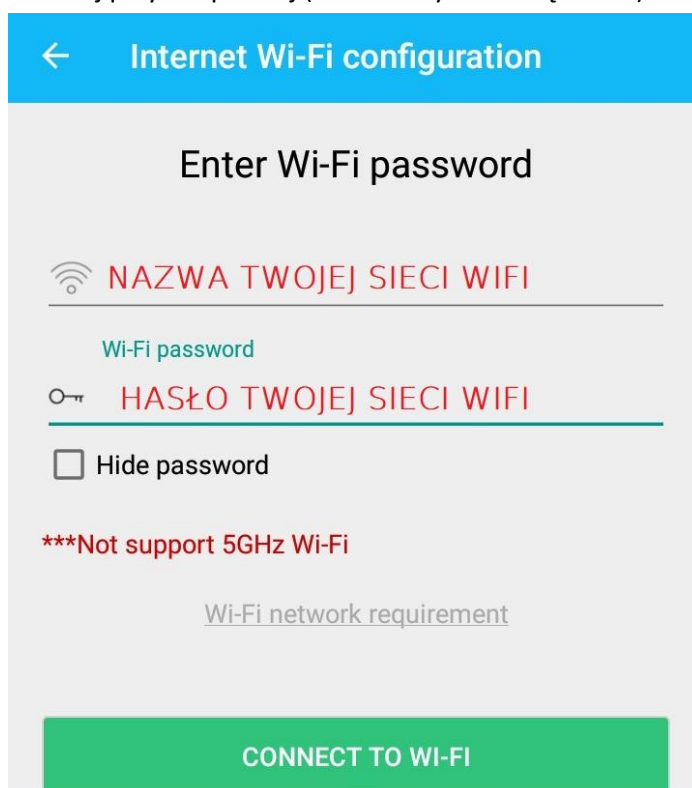 Internet Wi-Fi configuration
Enter Wi-Fi password
NAZWA TWOJEJ SIECI WIFI
Wi-Fi password
HASŁO TWOJEJ SIECI WIFI
Hide password
***Not support 5GHz Wi-Fi
Wi-Fi network requirement
CONNECT TO WI-FI